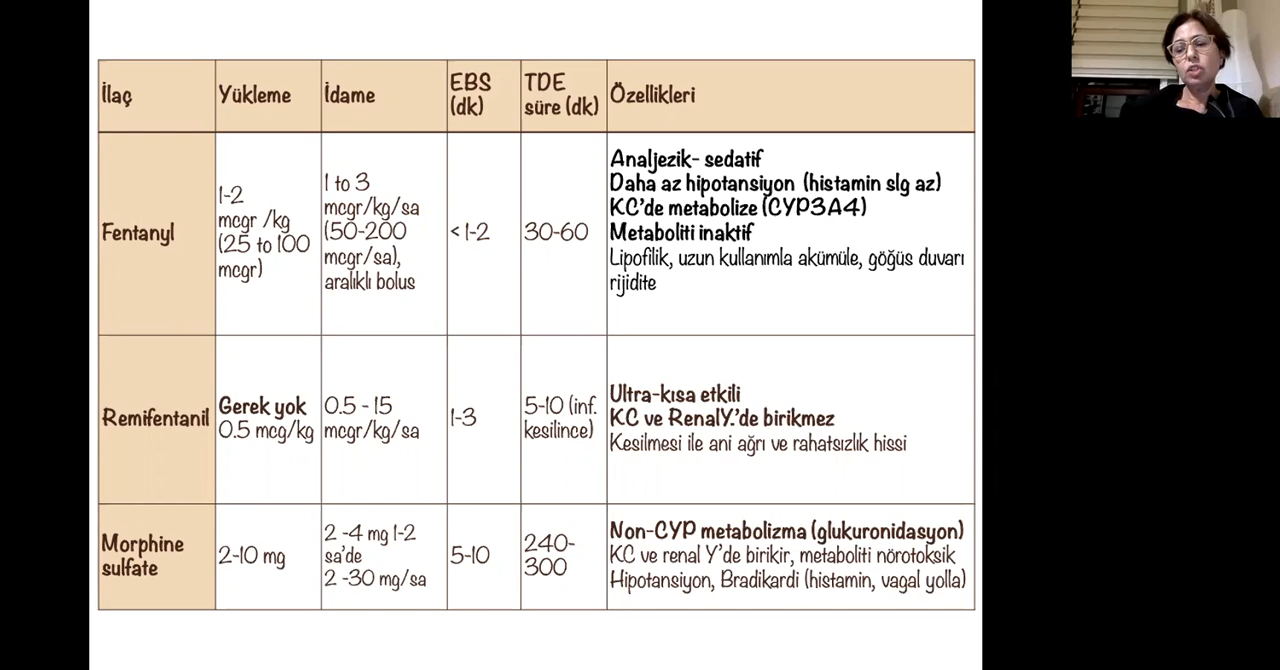 İlaç
Yükleme
İdame
EBS
(dk)
TDE
süre (dk)
Özellikleri
Fentanyl
1-2
mcgr /kg
(25 to 100
mcgr)
1 to 3
mcgr/kg/sa
(50-200
mcgr/sa),
aralıklı bolus
< 1-2
30-60
Analjezik- sedatif
Daha az hipotansiyon (histamin slg az)
KC'de metabolize (CYP3A4)
Metaboliti inaktif
Lipofilik, uzun kullanımla akümüle, göğüs duvarı
rijidite
Remifentanil
Gerek yok
0.5 mcg/kg
0.5 - 15
mcgr/kg/sa
1-3
5-10 (inf.
kesilince)
Ultra-kısa etkili
KC ve RenalY.'de birikmez
Kesilmesi ile ani ağrı ve rahatsızlık hissi
Morphine
sulfate
2-10 mg
2 -4 mg 1-2
sa'de
2 -30 mg/sa
5-10
240-
300
Non-CYP metabolizma (glukuronidasyon)
KC ve renal Y'de birikir, metaboliti nörotoksik
Hipotansiyon, Bradikardi (histamin, vagal yolla)